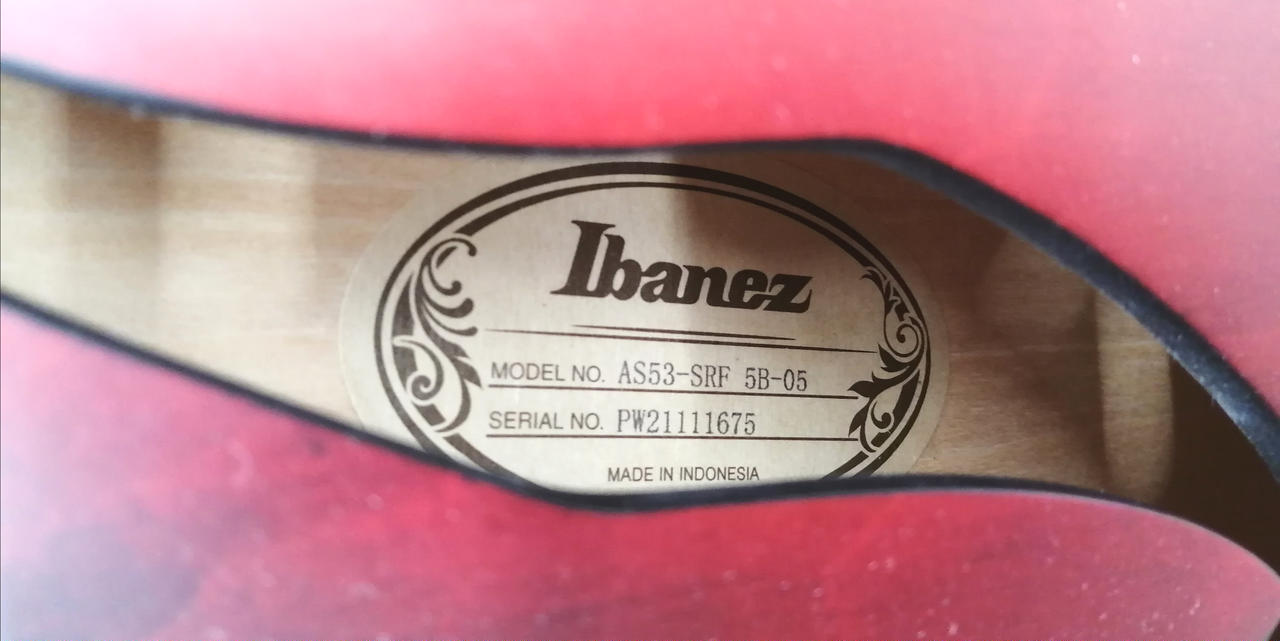 Ibanez
MODEL NO. AS53-SRF 5B-05
SERIAL NO. PW21111675
MADE IN INDONESIA